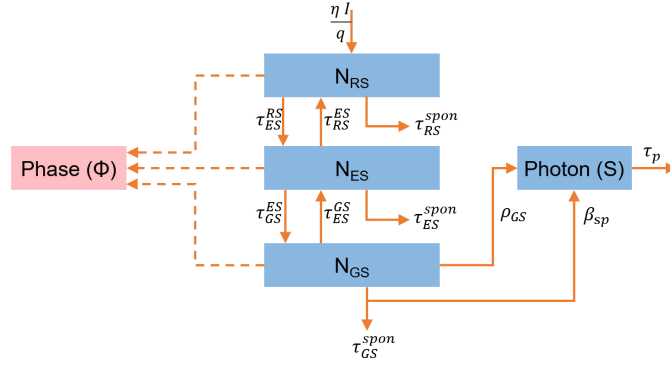 η I
q
N_RS
τ_ES^RS
τ_RS^ES
τ_RS^spon
Phase (Φ)
N_ES
Photon (S)
τ_p
τ_GS^ES
τ_ES^GS
τ_ES^spon
ρ_GS
β_sp
N_GS
τ_GS^spon